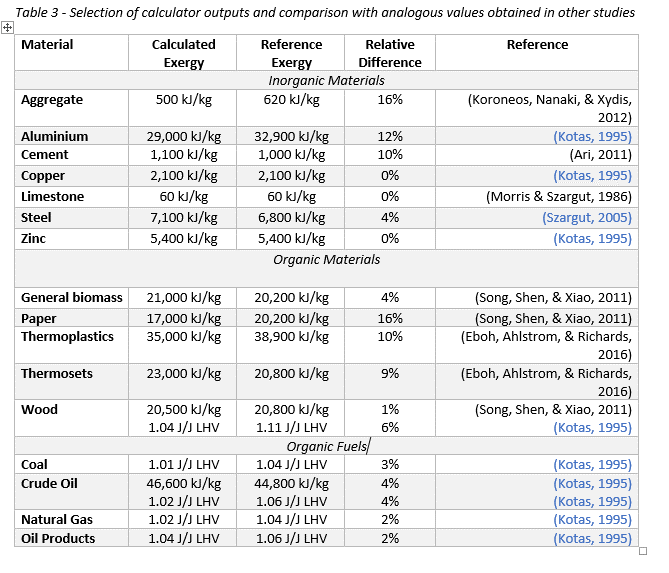 Table 3 - Selection of calculator outputs and comparison with analogous values obtained in other studies
Material Calculated Exergy Reference Exergy Relative Difference Reference
Inorganic Materials
Aggregate 500 kJ/kg 620 kJ/kg 16% (Koroneos, Nanaki, & Xydis, 2012)
Aluminium 29,000 kJ/kg 32,900 kJ/kg 12% (Kotas, 1995)
Cement 1,100 kJ/kg 1,000 kJ/kg 10% (Ari, 2011)
Copper 2,100 kJ/kg 2,100 kJ/kg 0% (Kotas, 1995)
Limestone 60 kJ/kg 60 kJ/kg 0% (Morris & Szargut, 1986)
Steel 7,100 kJ/kg 6,800 kJ/kg 4% (Szargut, 2005)
Zinc 5,400 kJ/kg 5,400 kJ/kg 0% (Kotas, 1995)
Organic Materials
General biomass 21,000 kJ/kg 20,200 kJ/kg 4% (Song, Shen, & Xiao, 2011)
Paper 17,000 kJ/kg 20,200 kJ/kg 16% (Song, Shen, & Xiao, 2011)
Thermoplastics 35,000 kJ/kg 38,900 kJ/kg 10% (Eboh, Ahlstrom, & Richards, 2016)
Thermosets 23,000 kJ/kg 20,800 kJ/kg 9% (Eboh, Ahlstrom, & Richards, 2016)
Wood 20,500 kJ/kg 20,800 kJ/kg 1% (Song, Shen, & Xiao, 2011)
1.04 J/J LHV 1.11 J/J LHV 6% (Kotas, 1995)
Organic Fuels
Coal 1.01 J/J LHV 1.04 J/J LHV 3% (Kotas, 1995)
Crude Oil 46,600 kJ/kg 44,800 kJ/kg 4% (Kotas, 1995)
1.02 J/J LHV 1.06 J/J LHV 4% (Kotas, 1995)
Natural Gas 1.02 J/J LHV 1.04 J/J LHV 2% (Kotas, 1995)
Oil Products 1.04 J/J LHV 1.06 J/J LHV 2% (Kotas, 1995)